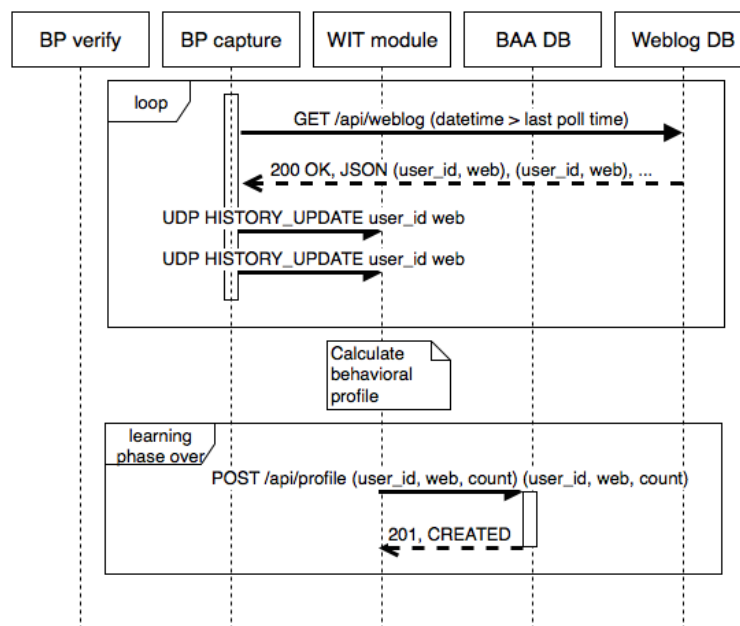 BP verify
BP capture
WIT module
BAA DB
Weblog DB
loop
GET /api/weblog (datetime > last poll time)
200 OK, JSON (user_id, web), (user_id, web), ...
UDP HISTORY_UPDATE user_id web
UDP HISTORY_UPDATE user_id web
Calculate
behavioral
profile
learning
phase over
POST /api/profile (user_id, web, count) (user_id, web, count)
201, CREATED